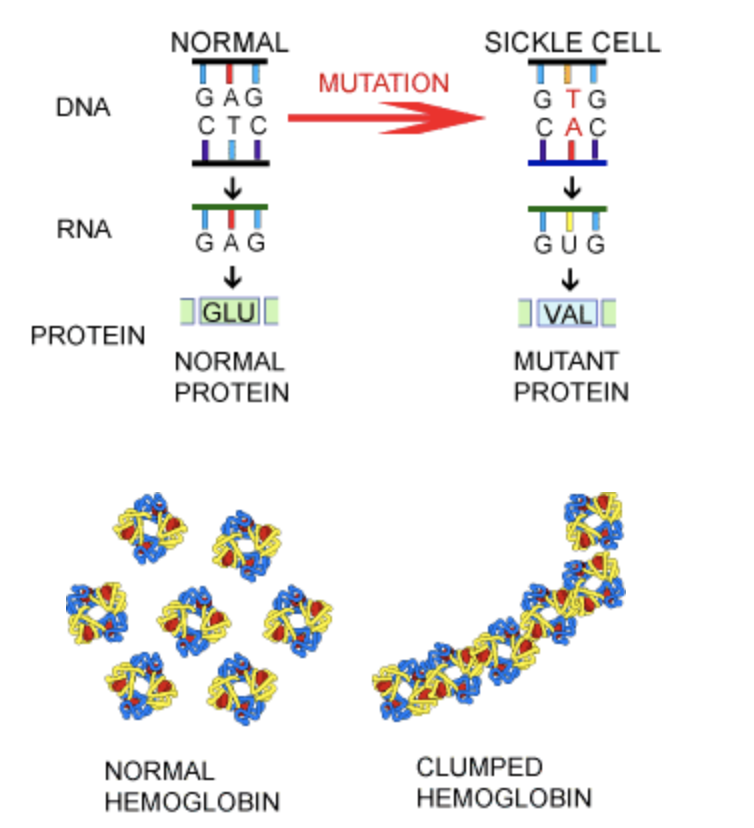 NORMAL
SICKLE CELL
MUTATION
DNA
G A G
C T C
G T G
C A C
RNA
G A G
G U G
PROTEIN
GLU
VAL
NORMAL
PROTEIN
MUTANT
PROTEIN
NORMAL
HEMOGLOBIN
CLUMPED
HEMOGLOBIN